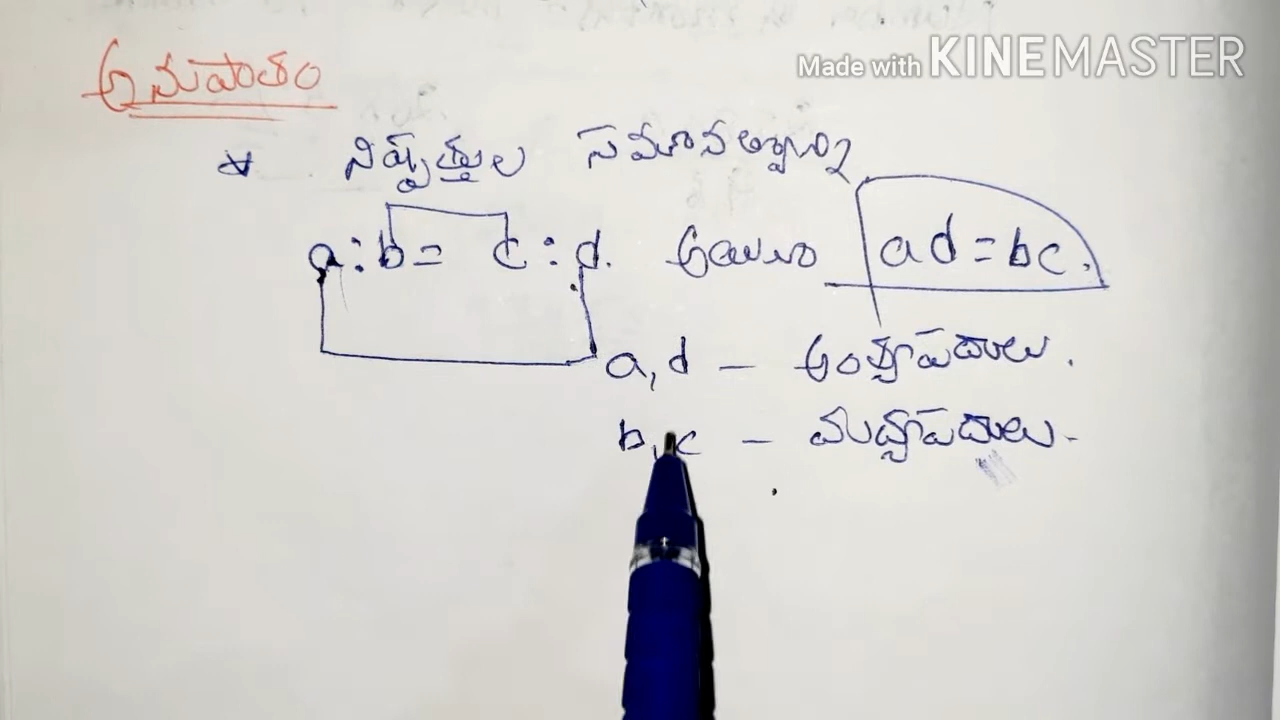 Made with KINEMASTER
అనుపాతం
* నిష్పత్తుల సమానత్వాన్ని
a:b = c:d. అయిన ad = bc.
a, d – అంత్యపదాలు.
b, c – మధ్యపదాలు-